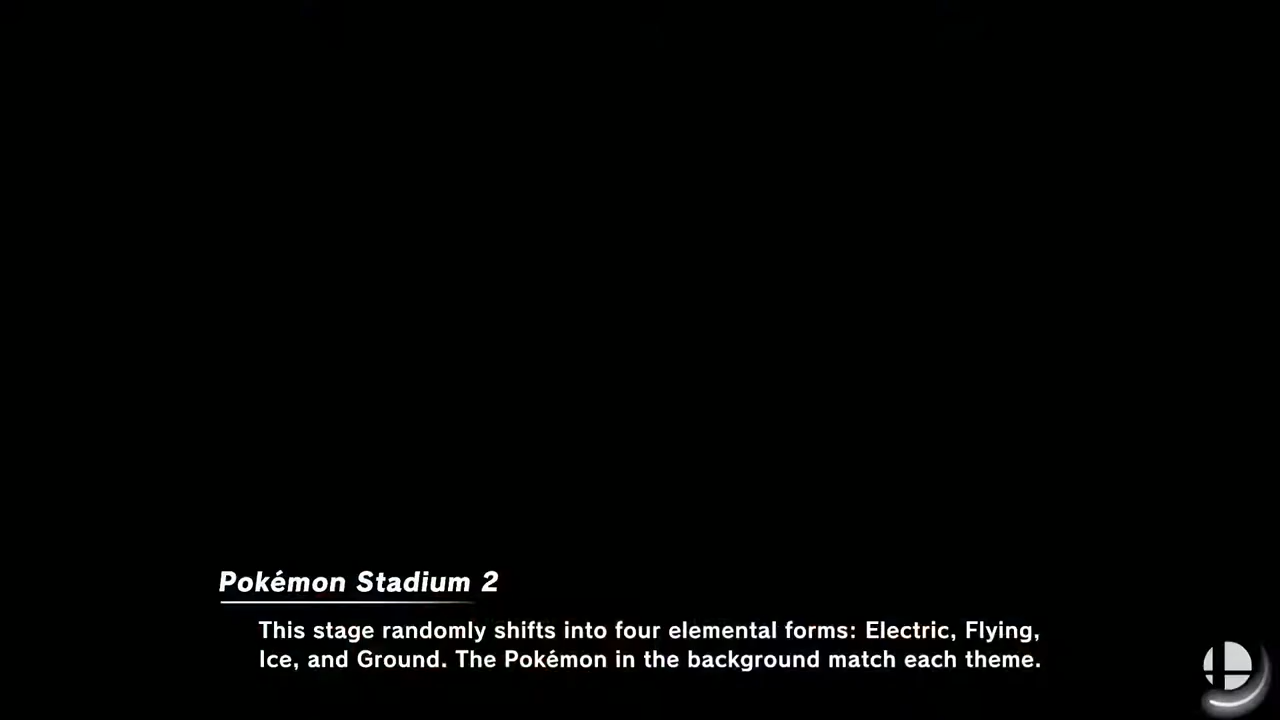 Pokémon Stadium 2
This stage randomly shifts into four elemental forms: Electric, Flying,
Ice, and Ground. The Pokémon in the background match each theme.